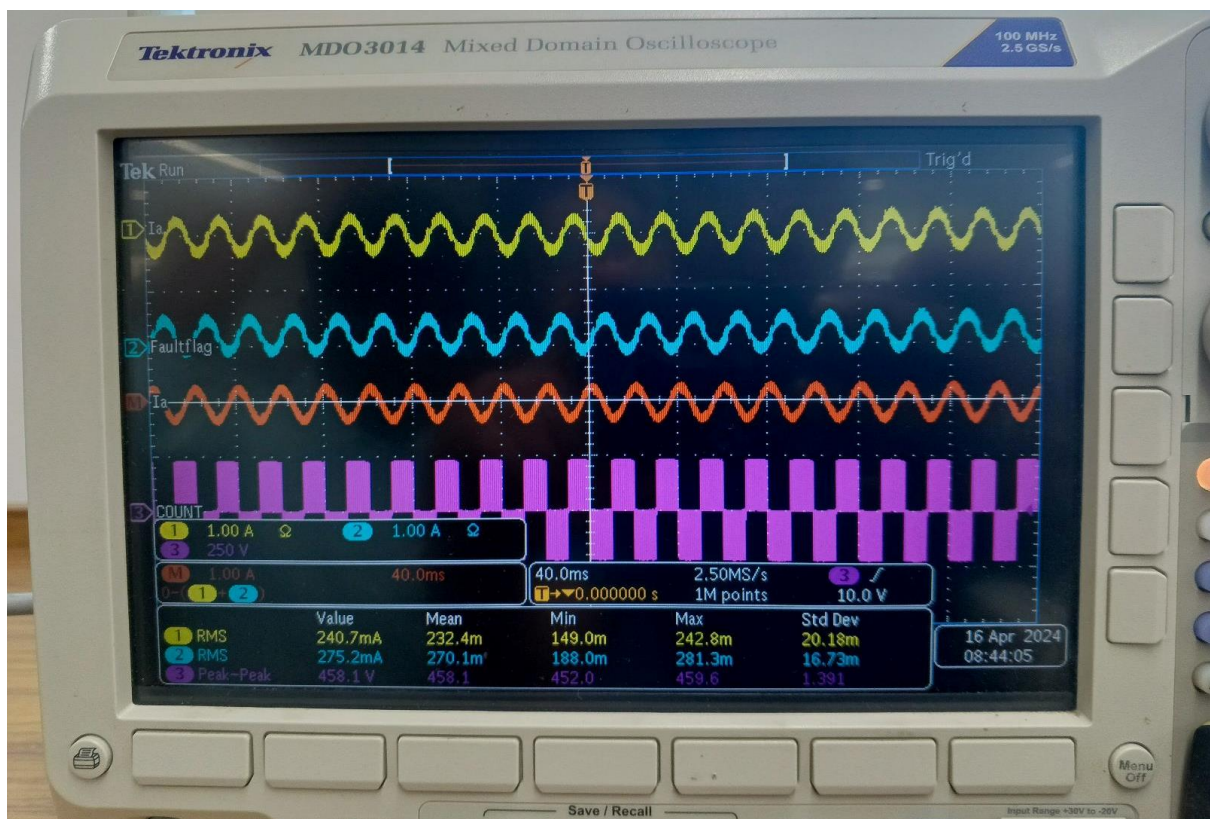 Tektronix MDO3014 Mixed Domain Oscilloscope
100 MHz
2.5 GS/s
Tek Run
Trig'd
T
T
1 Ia
2 Faultflag
M Ia
3 COUNT
1 1.00 A Ω 2 1.00 A Ω
3 250 V
M 1.00 A 40.0ms
0-(1+2)
40.0ms 2.50MS/s 3
T→▼0.000000 s 1M points 10.0 V
Value Mean Min Max Std Dev
1 RMS 240.7mA 232.4m 149.0m 242.8m 20.18m
2 RMS 275.2mA 270.1m 188.0m 281.3m 16.73m
3 Peak-Peak 458.1 V 458.1 452.0 459.6 1.391
16 Apr 2024
08:44:05
Menu
Off
Save / Recall
Input Range +30V to -20V